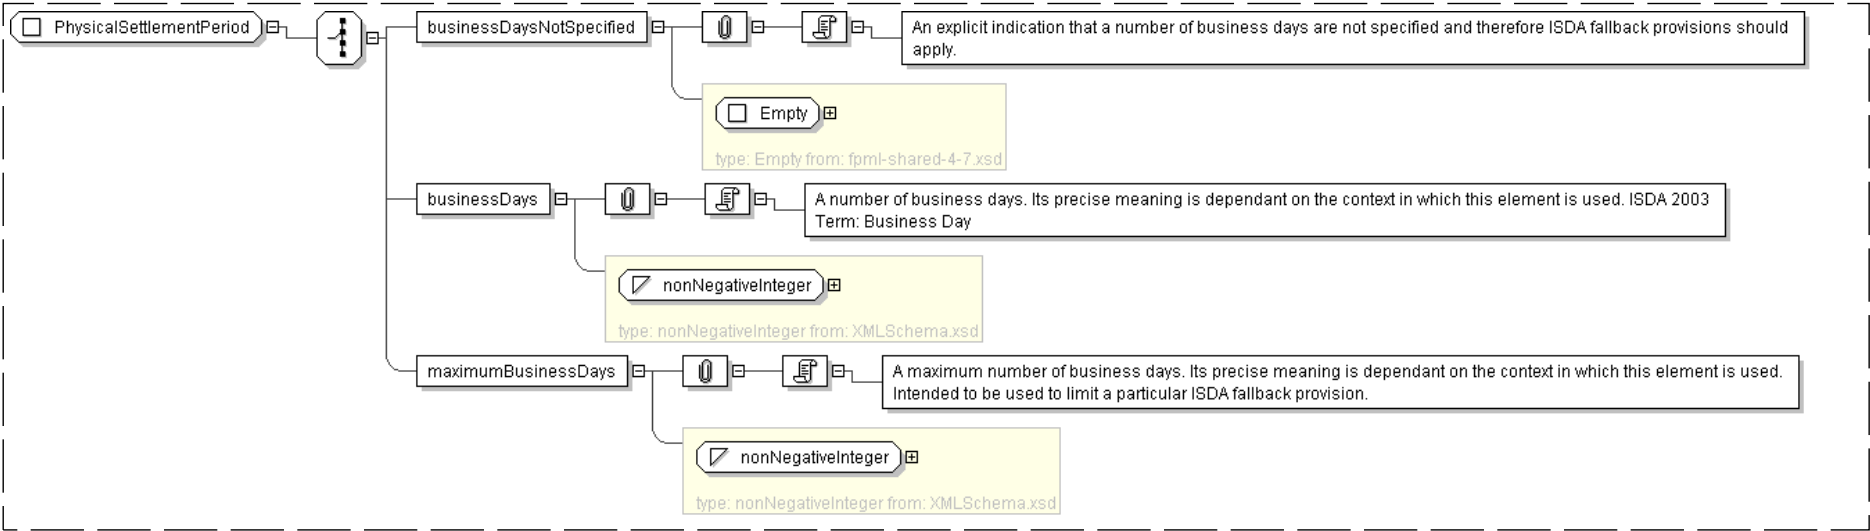 PhysicalSettlementPeriod
businessDaysNotSpecified
An explicit indication that a number of business days are not specified and therefore ISDA fallback provisions should
apply.
Empty
type: Empty from: fpml-shared-4-7.xsd
businessDays
A number of business days. Its precise meaning is dependant on the context in which this element is used. ISDA 2003
Term: Business Day
nonNegativeInteger
type: nonNegativeInteger from: XMLSchema.xsd
maximumBusinessDays
A maximum number of business days. Its precise meaning is dependant on the context in which this element is used.
Intended to be used to limit a particular ISDA fallback provision.
nonNegativeInteger
type: nonNegativeInteger from: XMLSchema.xsd